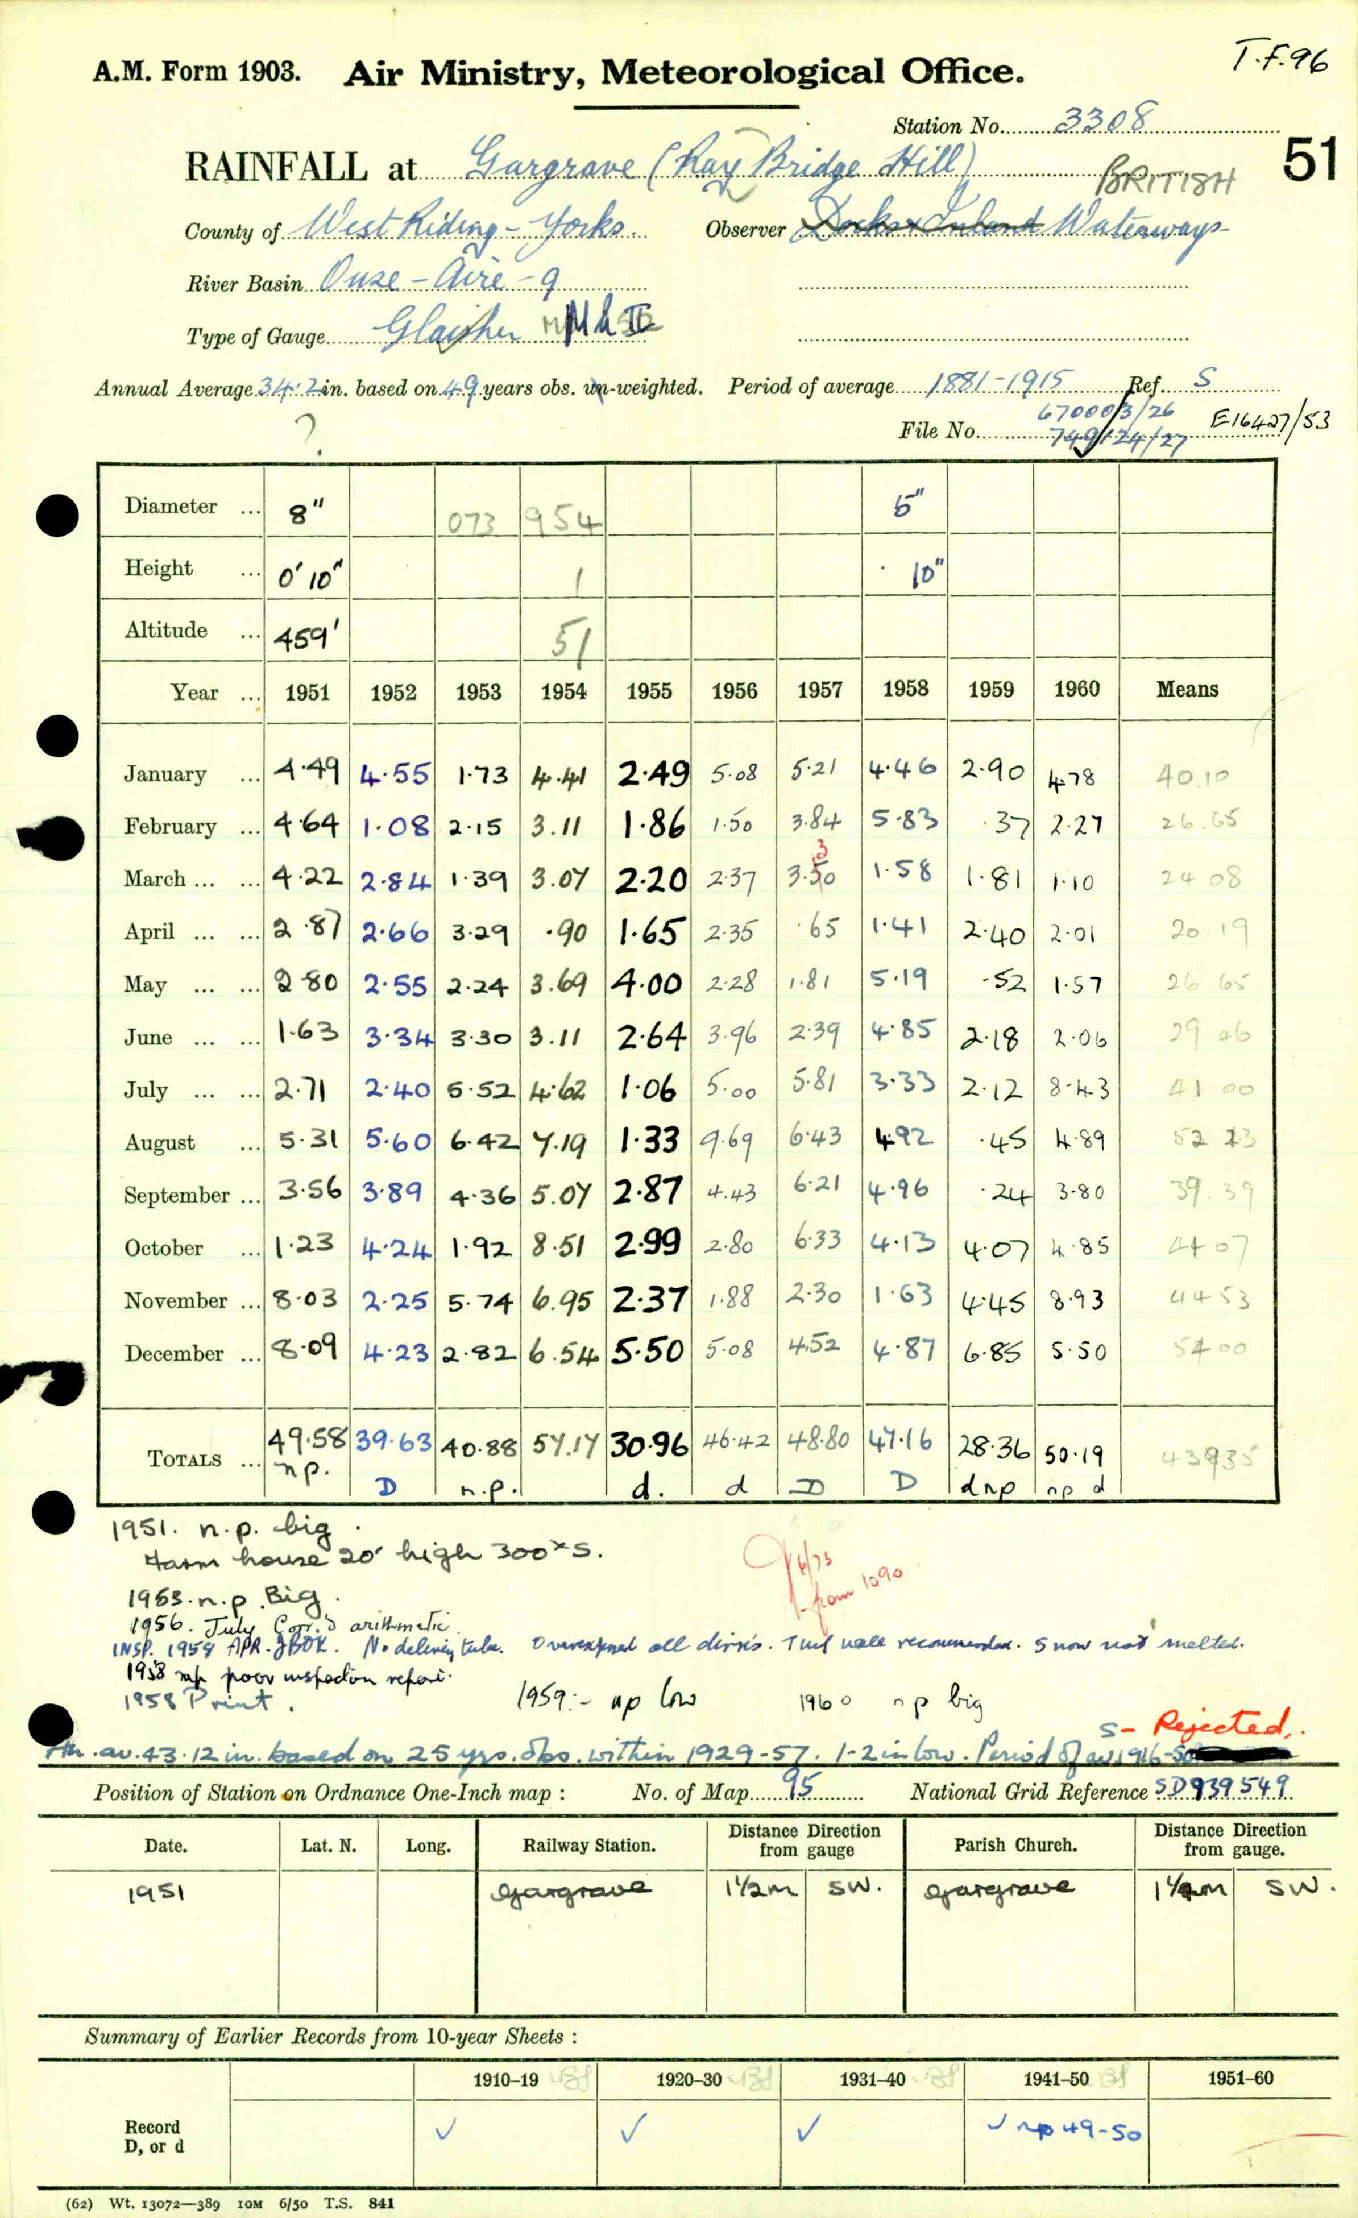 T.F.96
A.M. Form 1903. Air Ministry, Meteorological Office.
Station No. 3308
51
RAINFALL at Gargrave (Ray Bridge Hill)
BRITISH
County of West Riding - Yorks. Observer Docks & Inland Waterways
River Basin Ouse - Aire - 9
Type of Gauge Glaisher Mk II
Annual Average 34.2 in. based on 49 years obs. un-weighted. Period of average 1881-1915 Ref. S
?
File No. 67000/3/26 E16427/53
749/24/27
Diameter ... 8" 073 954 5"
Height ... 0' 10" 1 10"
Altitude ... 459' 51
Year ... 1951 1952 1953 1954 1955 1956 1957 1958 1959 1960 Means
January ... 4.49 4.55 1.73 4.41 2.49 5.08 5.21 4.46 2.90 4.78 40.10
February ... 4.64 1.08 2.15 3.11 1.86 1.50 3.84 5.83 .37 2.27 26.65
3
March ... ... 4.22 2.84 1.39 3.07 2.20 2.37 3.50 1.58 1.81 1.10 24 08
April ... ... 2.87 2.66 3.29 .90 1.65 2.35 .65 1.41 2.40 2.01 20.19
May ... ... 2.80 2.55 2.24 3.69 4.00 2.28 1.81 5.19 .52 1.57 26 65
June ... ... 1.63 3.34 3.30 3.11 2.64 3.96 2.39 4.85 2.18 2.06 29 46
July ... ... 2.71 2.40 5.52 4.62 1.06 5.00 5.81 3.33 2.12 8.43 41 00
August ... 5.31 5.60 6.42 7.19 1.33 9.69 6.43 4.92 .45 4.89 52 23
September ... 3.56 3.89 4.36 5.07 2.87 4.43 6.21 4.96 .24 3.80 39.39
October ... 1.23 4.24 1.92 8.51 2.99 2.80 6.33 4.13 4.07 4.85 41 07
November ... 8.03 2.25 5.74 6.95 2.37 1.88 2.30 1.63 4.45 8.93 44 53
December ... 8.09 4.23 2.82 6.54 5.50 5.08 4.52 4.87 6.85 5.50 54 00
TOTALS ... 49.58 39.63 40.88 57.17 30.96 46.42 48.80 47.16 28.36 50.19 43935
np. D n.p. d. d D D d np np d
1951. n.p. big.
Farm house 20' high 300x S.
6/73
from 1090
1953. n.p. Big.
1956. July Corr. 's arithmetic
INSP. 1958 APR. No delivery tube. Overexposed all dirns. Turf wall recommended. Snow not melted.
1958 np poor inspection report.
1958 Print. 1959:- np low 1960 np big
S- Rejected.
An. av. 43.12 in. based on 25 yrs. obs. within 1929-57. 1-2 in low. Period of av. 1916-50
Position of Station on Ordnance One-Inch map : No. of Map 95 National Grid Reference SD939549
Date. Lat. N. Long. Railway Station. Distance from Direction gauge Parish Church. Distance from Direction gauge.
1951 Gargrave 1½m SW. Gargrave 1¼m SW.
Summary of Earlier Records from 10-year Sheets :
1910–19 1920–30 1931–40 1941–50 1951–60
Record
D, or d ✓ ✓ ✓ ✓ np 49-50
(62) Wt. 13072—389 10M 6/50 T.S. 841